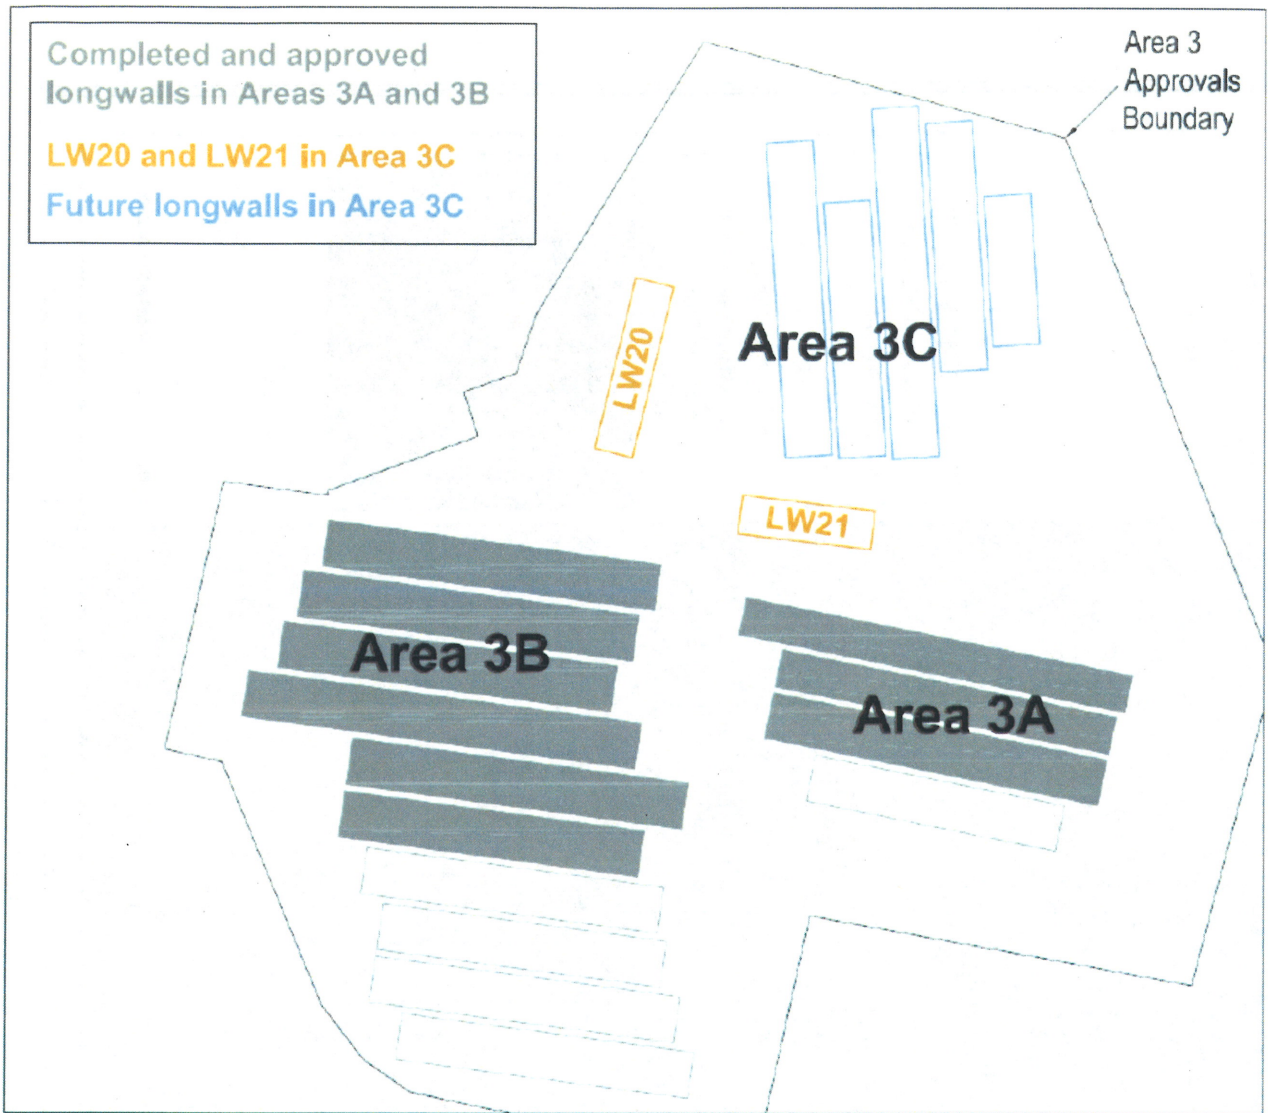 Completed and approved
longwalls in Areas 3A and 3B
LW20 and LW21 in Area 3C
Future longwalls in Area 3C
Area 3
Approvals
Boundary
LW20
Area 3C
LW21
Area 3B
Area 3A